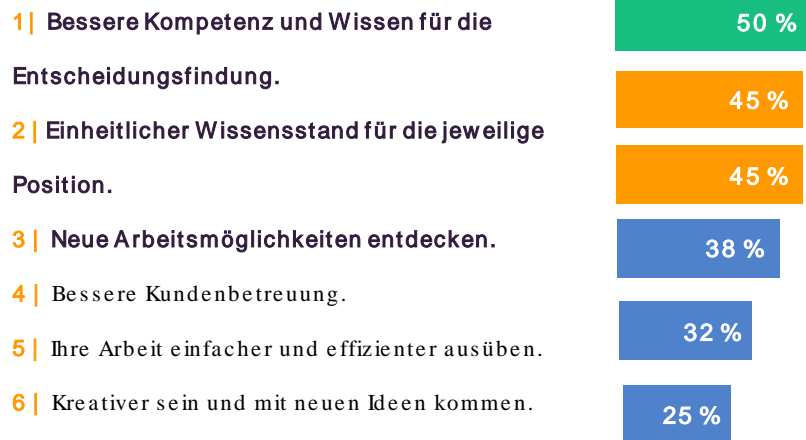 1| Bessere Kompetenz und Wissen für die
Entscheidungsfindung.
2 | Einheitlicher Wissensstand für die jeweilige
Position.
3 | Neue Arbeitsmöglichkeiten entdecken.
4 | Bessere Kundenbetreuung.
5 | Ihre Arbeit einfacher und effizienter ausüben.
6 | Kreativer sein und mit neuen Ideen kommen.
50 %
45 %
45 %
38 %
32 %
25 %